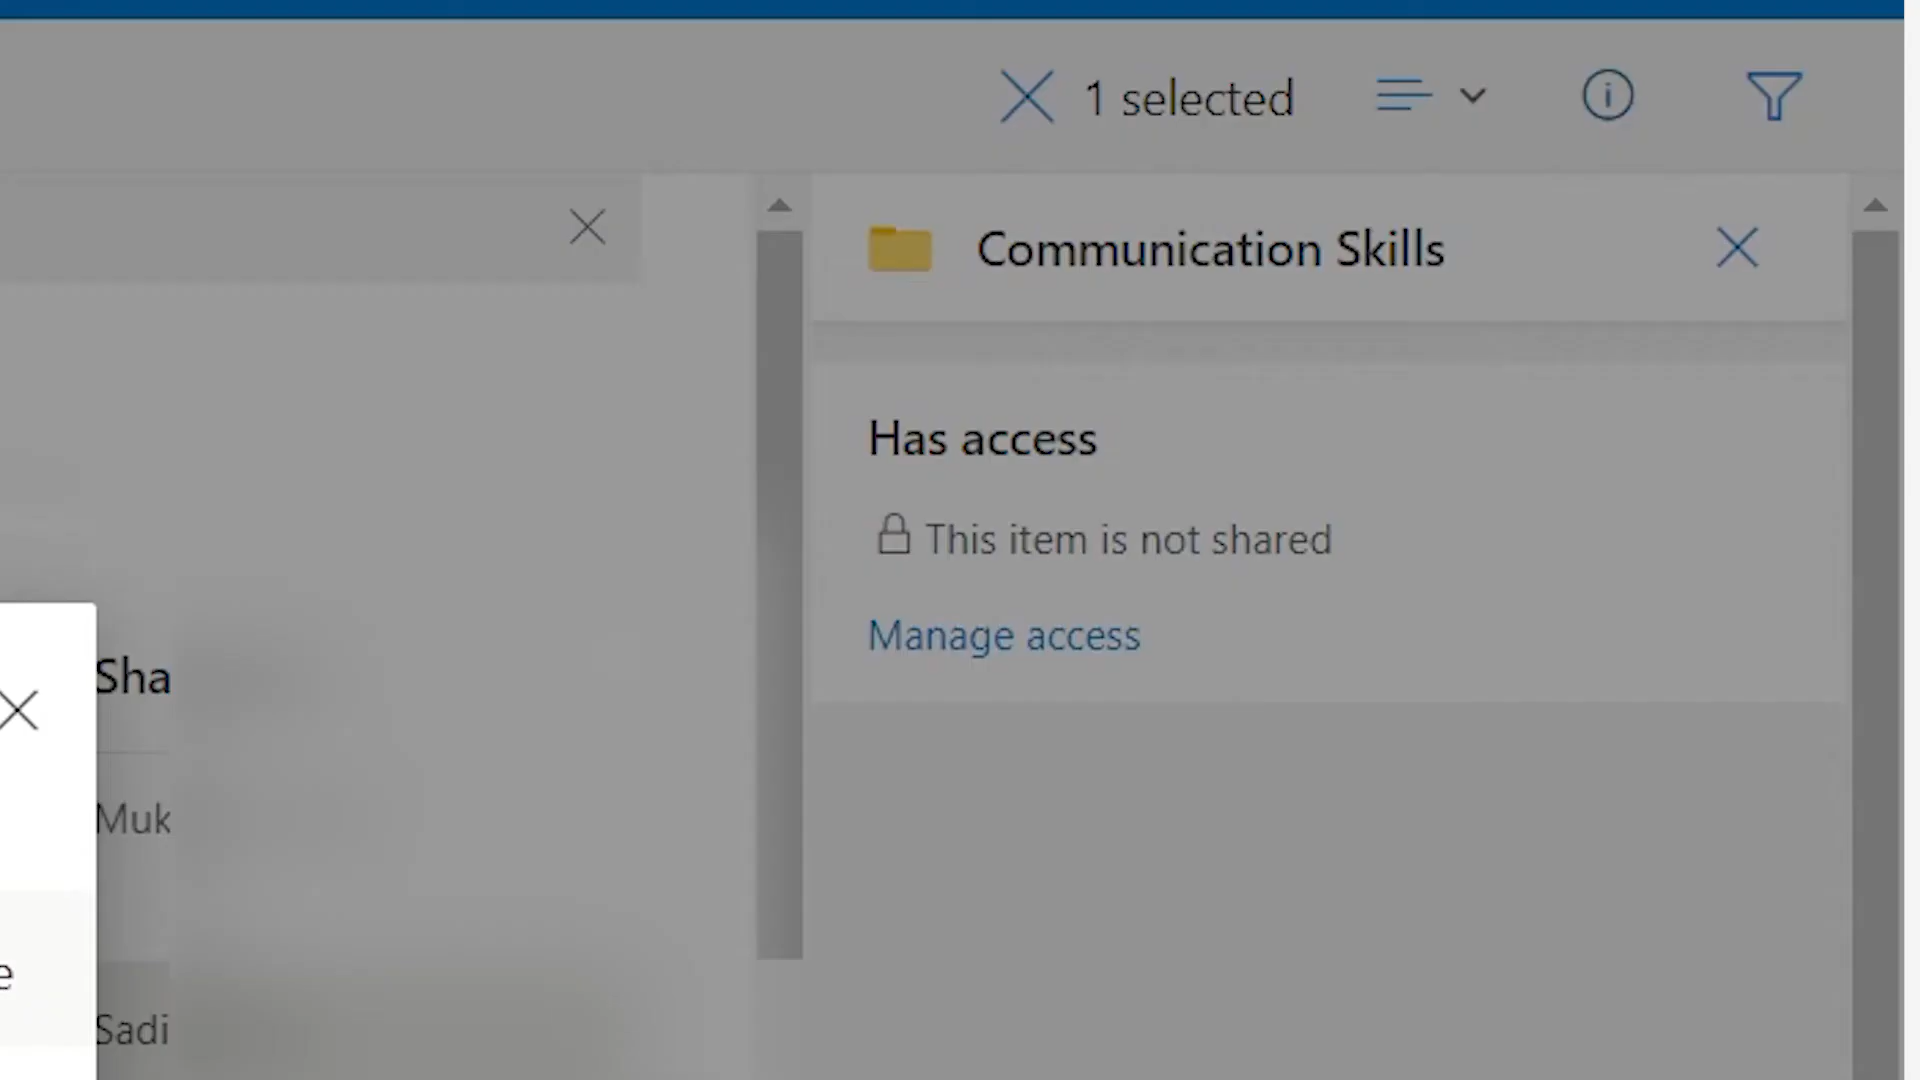 1 selected
Communication Skills
Has access
This item is not shared
Manage access
Sha
Muk
e
Sadi